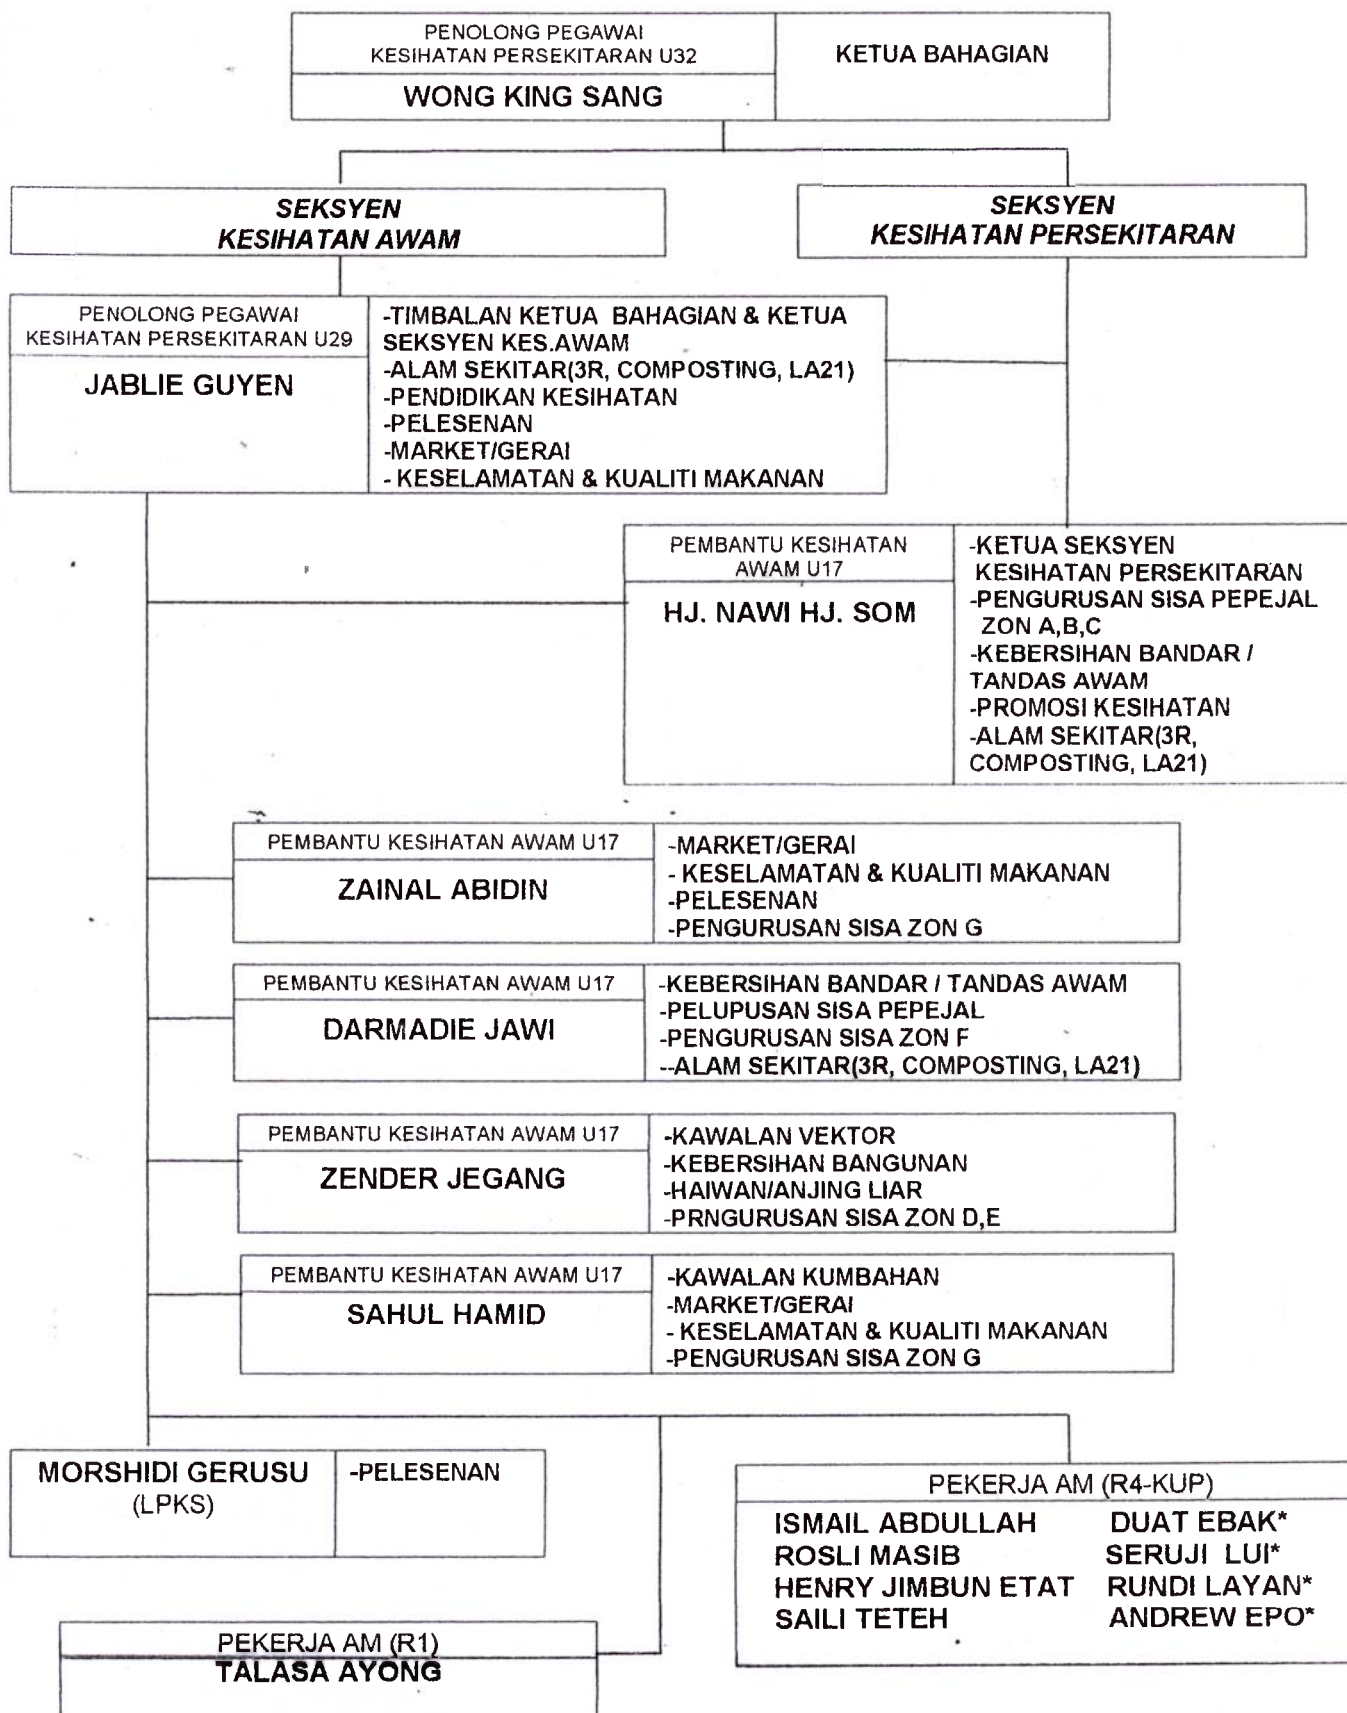 PENOLONG PEGAWAI
KESIHATAN PERSEKITARAN U32
WONG KING SANG
KETUA BAHAGIAN
SEKSYEN
KESIHATAN AWAM
SEKSYEN
KESIHATAN PERSEKITARAN
PENOLONG PEGAWAI
KESIHATAN PERSEKITARAN U29
JABLIE GUYEN
-TIMBALAN KETUA BAHAGIAN & KETUA
SEKSYEN KES.AWAM
-ALAM SEKITAR(3R, COMPOSTING, LA21)
-PENDIDIKAN KESIHATAN
-PELESENAN
-MARKET/GERAI
- KESELAMATAN & KUALITI MAKANAN
PEMBANTU KESIHATAN
AWAM U17
HJ. NAWI HJ. SOM
-KETUA SEKSYEN
KESIHATAN PERSEKITARAN
-PENGURUSAN SISA PEPEJAL
ZON A,B,C
-KEBERSIHAN BANDAR /
TANDAS AWAM
-PROMOSI KESIHATAN
-ALAM SEKITAR(3R,
COMPOSTING, LA21)
PEMBANTU KESIHATAN AWAM U17
ZAINAL ABIDIN
-MARKET/GERAI
- KESELAMATAN & KUALITI MAKANAN
-PELESENAN
-PENGURUSAN SISA ZON G
PEMBANTU KESIHATAN AWAM U17
DARMADIE JAWI
-KEBERSIHAN BANDAR / TANDAS AWAM
-PELUPUSAN SISA PEPEJAL
-PENGURUSAN SISA ZON F
--ALAM SEKITAR(3R, COMPOSTING, LA21)
PEMBANTU KESIHATAN AWAM U17
ZENDER JEGANG
-KAWALAN VEKTOR
-KEBERSIHAN BANGUNAN
-HAIWAN/ANJING LIAR
-PRNGURUSAN SISA ZON D,E
PEMBANTU KESIHATAN AWAM U17
SAHUL HAMID
-KAWALAN KUMBAHAN
-MARKET/GERAI
- KESELAMATAN & KUALITI MAKANAN
-PENGURUSAN SISA ZON G
MORSHIDI GERUSU
(LPKS)
-PELESENAN
PEKERJA AM (R4-KUP)
ISMAIL ABDULLAH DUAT EBAK*
ROSLI MASIB SERUJI LUI*
HENRY JIMBUN ETAT RUNDI LAYAN*
SAILI TETEH ANDREW EPO*
PEKERJA AM (R1)
TALASA AYONG